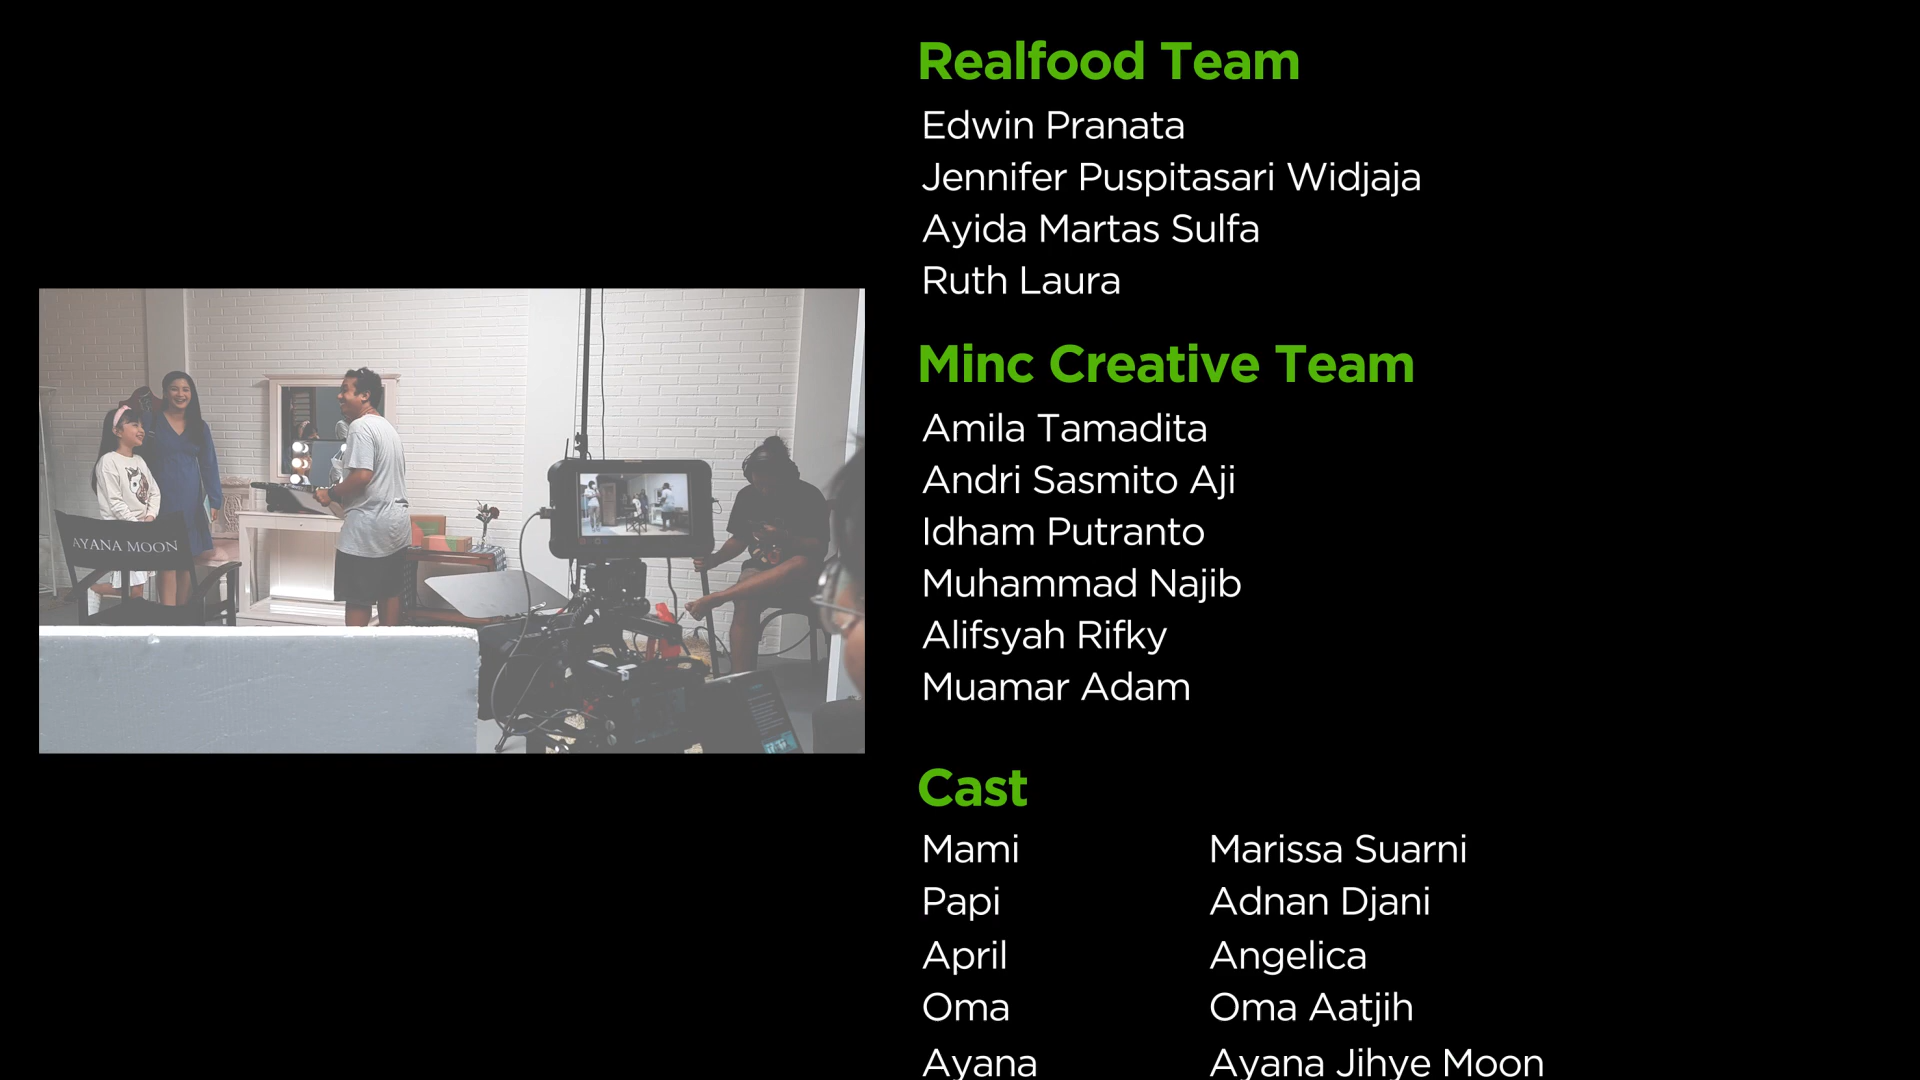 Realfood Team
Edwin Pranata
Jennifer Puspitasari Widjaja
Ayida Martas Sulfa
Ruth Laura
Minc Creative Team
Amila Tamadita
Andri Sasmito Aji
Idham Putranto
Muhammad Najib
Alifsyah Rifky
Muamar Adam
Cast
Mami Marissa Suarni
Papi Adnan Djani
April Angelica
Oma Oma Aatjih
Ayana Ayana Jihye Moon
AYANA MOON